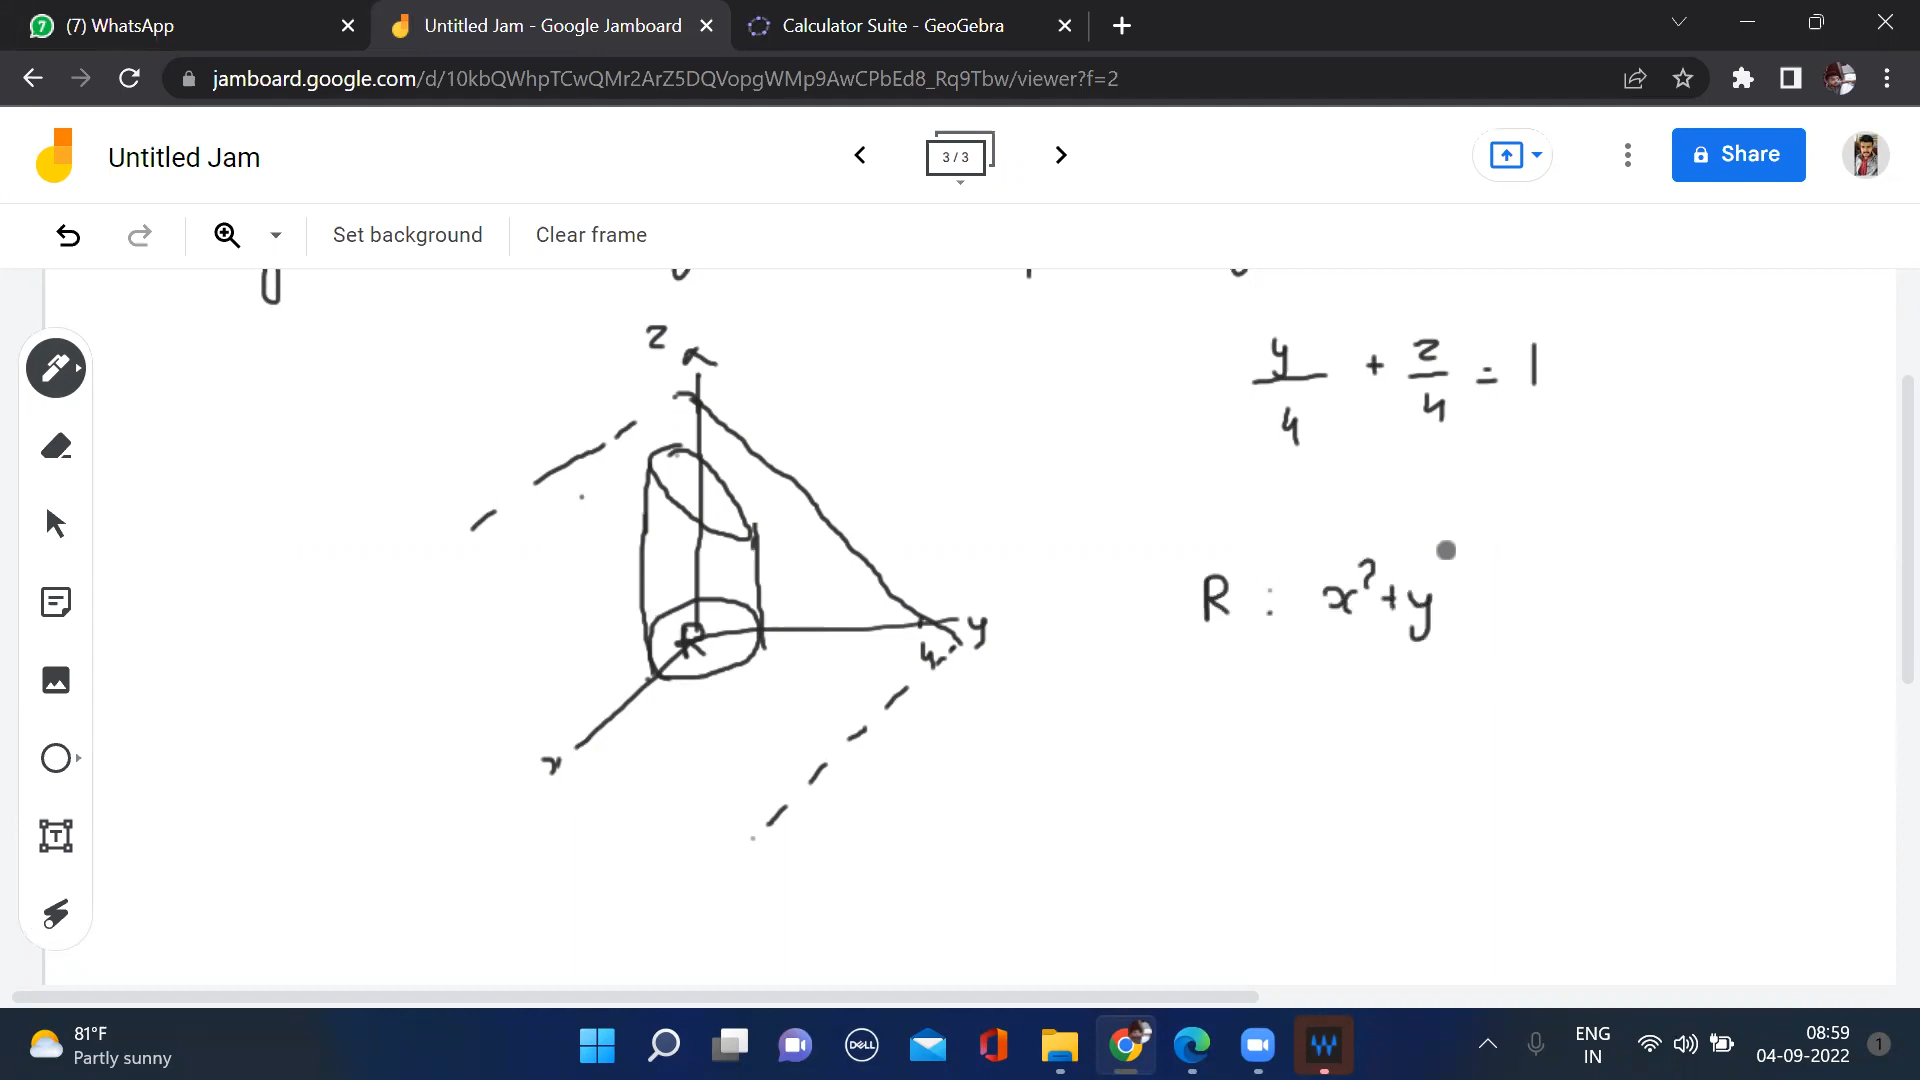 (7) WhatsApp
Untitled Jam - Google Jamboard
Calculator Suite - GeoGebra
jamboard.google.com/d/10kbQWhpTCwQMr2ArZ5DQVopgWMp9AwCPbEd8_Rq9Tbw/viewer?f=2
Untitled Jam
3 / 3
Share
Set background
Clear frame
z
y/4 + z/4 = 1
R : x² + y
R
y
4
x
81°F
Partly sunny
DELL
ENG
IN
08:59
04-09-2022
1